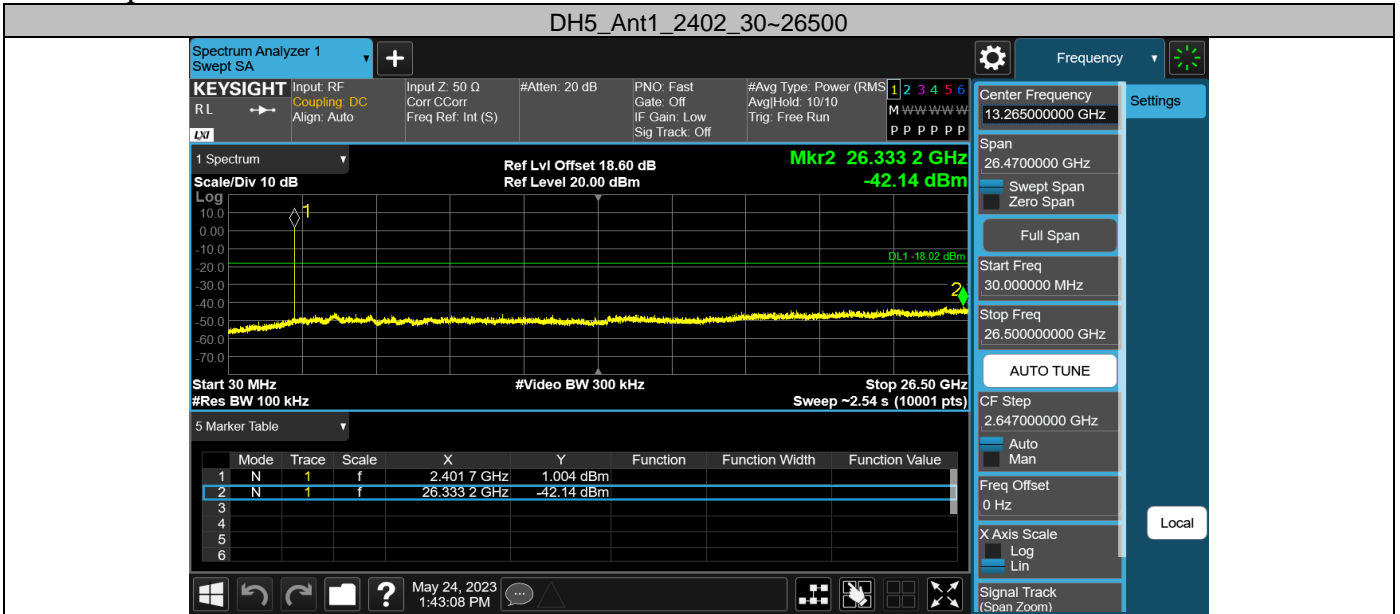 DH5_Ant1_2402_30~26500
Spectrum Analyzer 1
Swept SA
Frequency
KEYSIGHT
RL
LXI
Input: RF
Coupling: DC
Align: Auto
Input Z: 50 Ω
Corr CCorr
Freq Ref: Int (S)
#Atten: 20 dB
PNO: Fast
Gate: Off
IF Gain: Low
Sig Track: Off
#Avg Type: Power (RMS
Avg|Hold: 10/10
Trig: Free Run
1 2 3 4 5 6
M W W W W W
P P P P P P
1 Spectrum
Scale/Div 10 dB
Ref Lvl Offset 18.60 dB
Ref Level 20.00 dBm
Mkr2 26.333 2 GHz
-42.14 dBm
Log
10.0
0.00
-10.0
-20.0
-30.0
-40.0
-50.0
-60.0
-70.0
1
DL1 -18.02 dBm
2
Start 30 MHz
#Video BW 300 kHz
Stop 26.50 GHz
#Res BW 100 kHz
Sweep ~2.54 s (10001 pts)
5 Marker Table
Mode Trace Scale X Y Function Function Width Function Value
1 N 1 f 2.401 7 GHz 1.004 dBm
2 N 1 f 26.333 2 GHz -42.14 dBm
3
4
5
6
May 24, 2023
1:43:08 PM
Center Frequency
13.265000000 GHz
Span
26.4700000 GHz
Swept Span
Zero Span
Full Span
Start Freq
30.000000 MHz
Stop Freq
26.500000000 GHz
AUTO TUNE
CF Step
2.647000000 GHz
Auto
Man
Freq Offset
0 Hz
X Axis Scale
Log
Lin
Signal Track
(Span Zoom)
Settings
Local